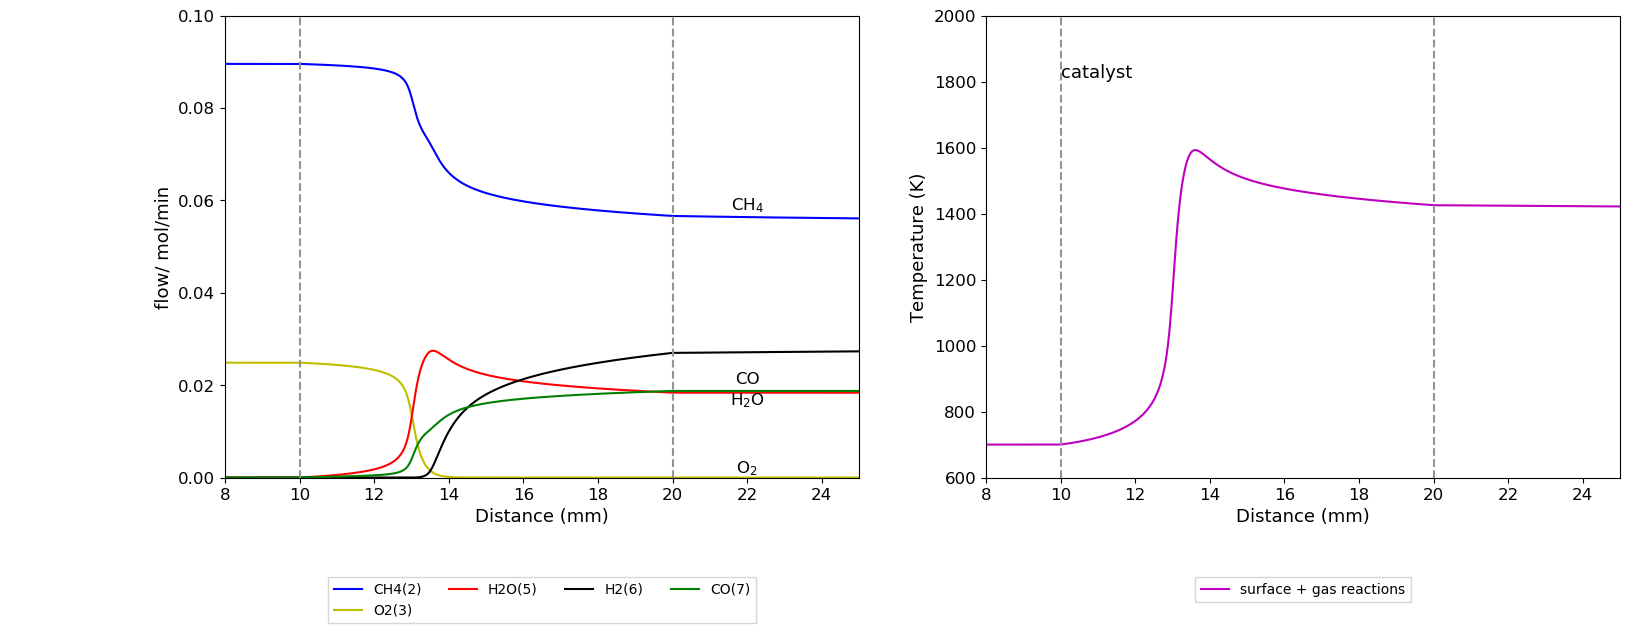 0.10
0.08
0.06
0.04
0.02
0.00
flow/ mol/min
CH₄
CO
H₂O
O₂
8 10 12 14 16 18 20 22 24
Distance (mm)
CH4(2) H2O(5) H2(6) CO(7)
O2(3)
2000
1800
1600
1400
1200
1000
800
600
Temperature (K)
catalyst
8 10 12 14 16 18 20 22 24
Distance (mm)
surface + gas reactions